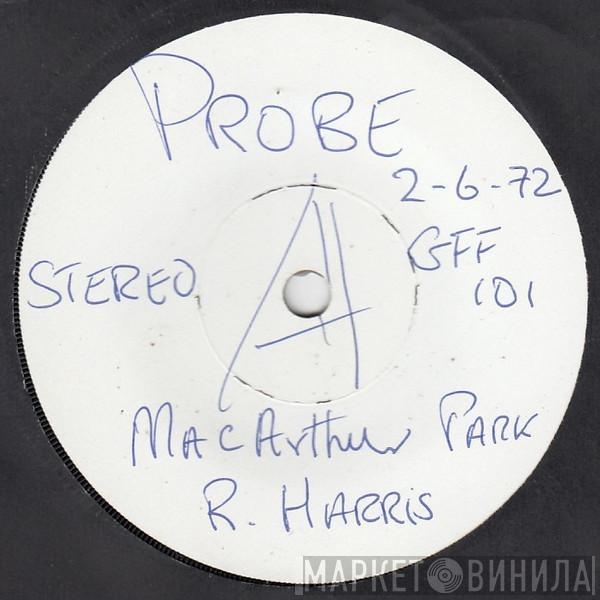 PROBE
2-6-72
STEREO
A
GFF
101
MacArthur PARK
R. HARRIS
МАРКЕТ ВИНИЛА